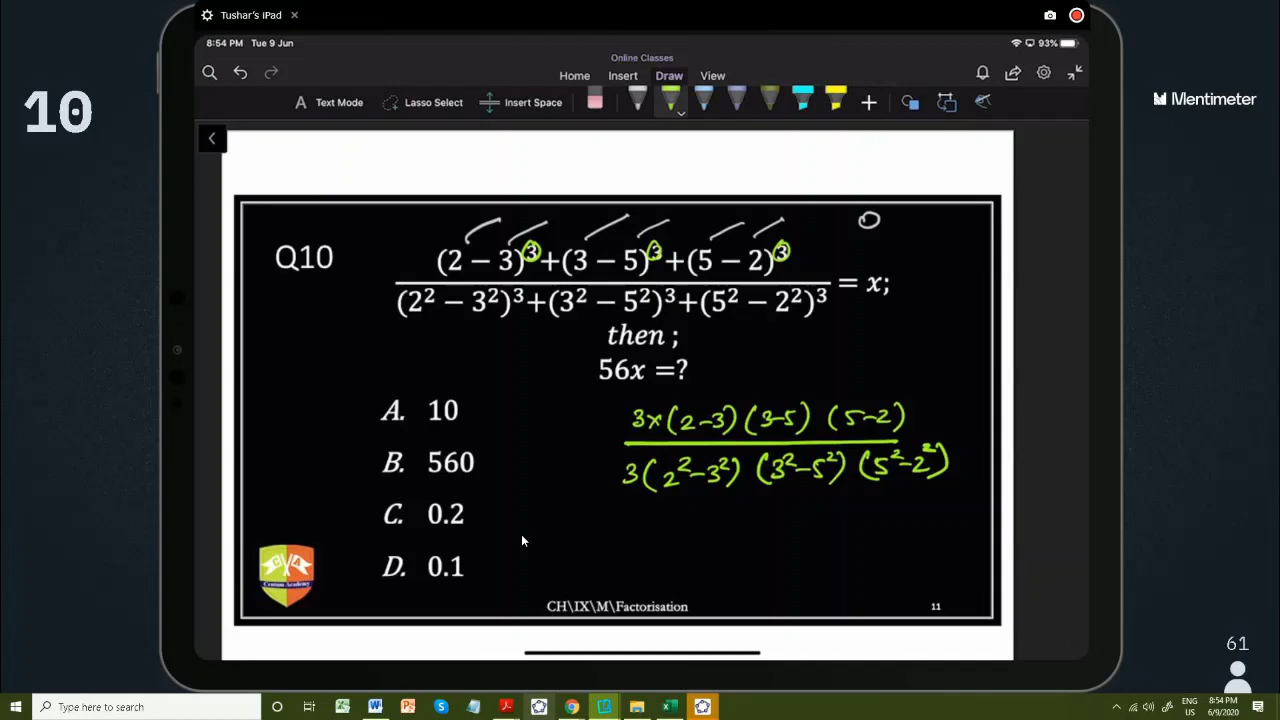 Tushar's iPad ×
8:54 PM Tue 9 Jun
93%
Online Classes
Home Insert Draw View
10
Mentimeter
A Text Mode Lasso Select Insert Space
Q10
(2 − 3)³+(3 − 5)³+(5 − 2)³
(2² − 3²)³+(3² − 5²)³+(5² − 2²)³ = x;
then ;
56x =?
A. 10
B. 560
C. 0.2
D. 0.1
3×(2-3)(3-5) (5-2)
3(2²-3²) (3²-5²) (5²-2²)
Centum Academy
CH\IX\M\Factorisation
11
61
Type here to search
ENG
US
8:54 PM
6/9/2020